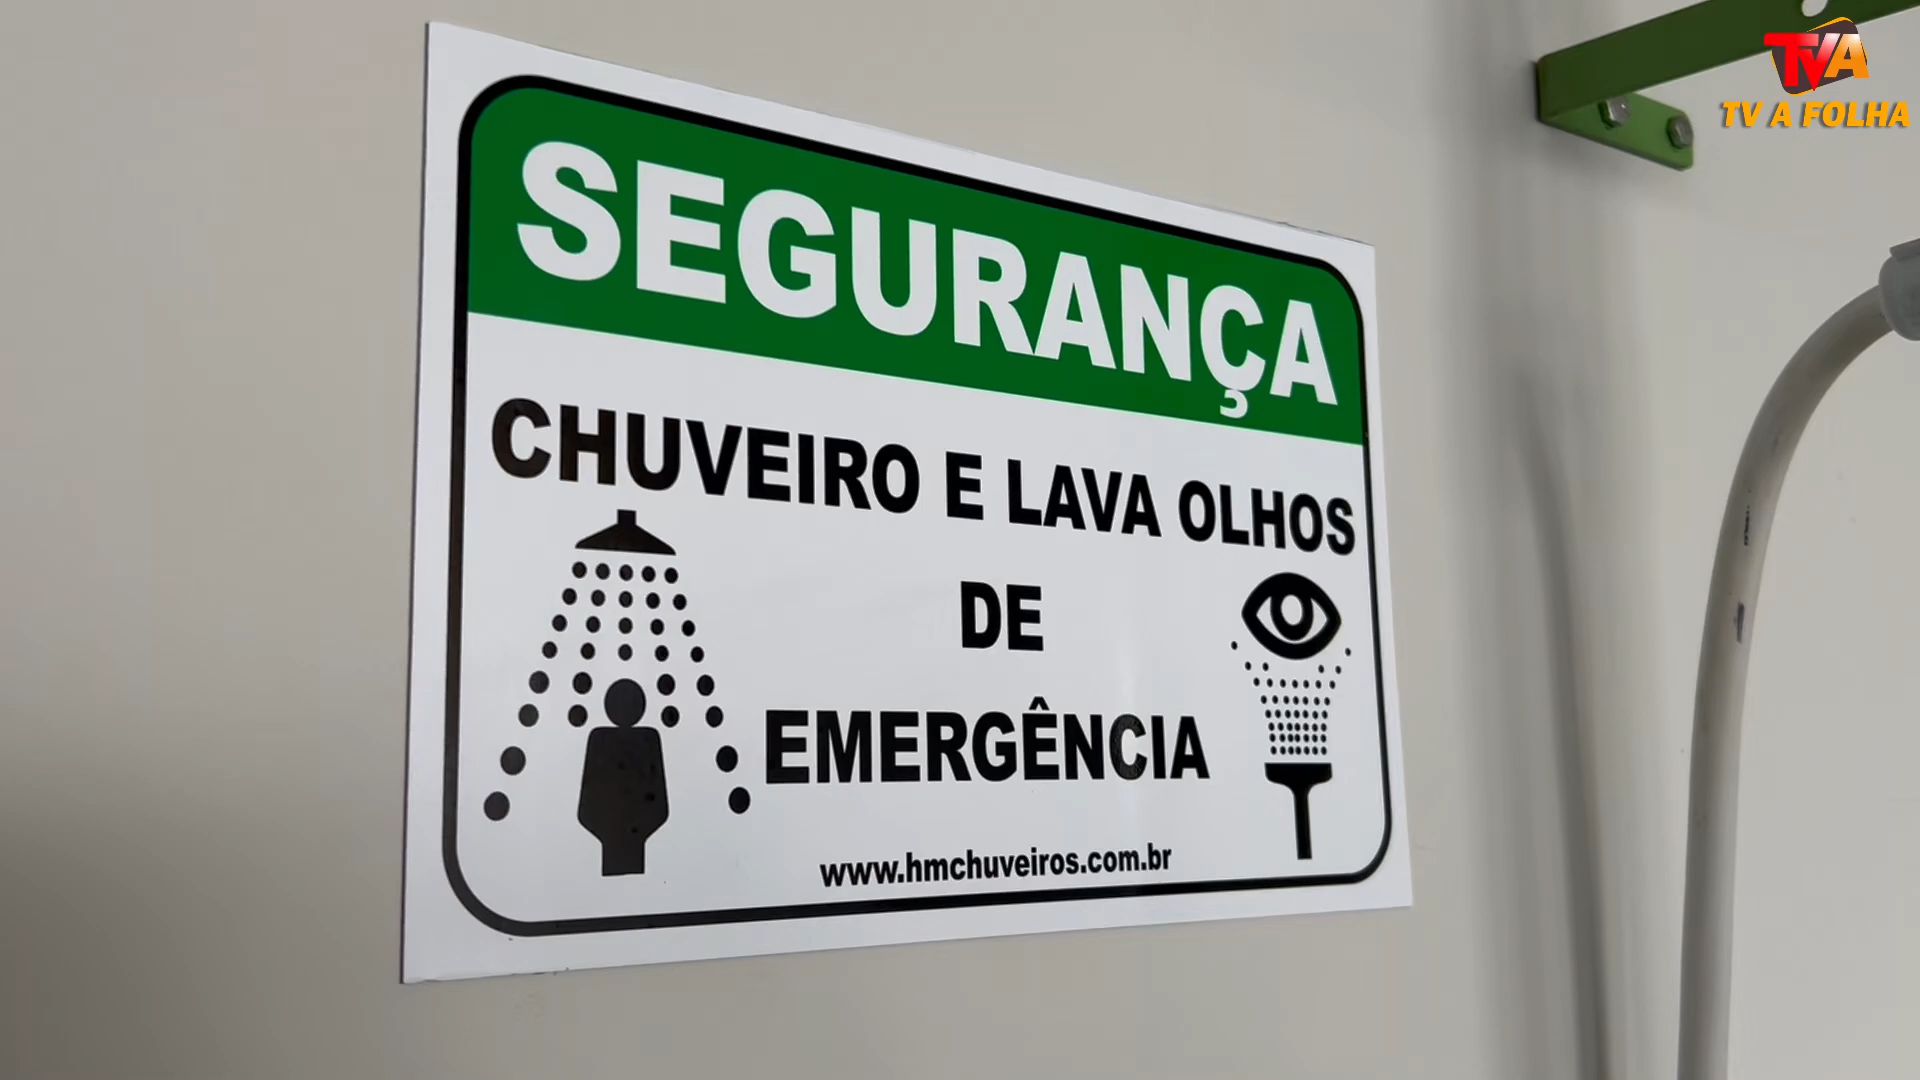 TVA
TV A FOLHA
SEGURANÇA
CHUVEIRO E LAVA OLHOS
DE
EMERGÊNCIA
www.hmchuveiros.com.br